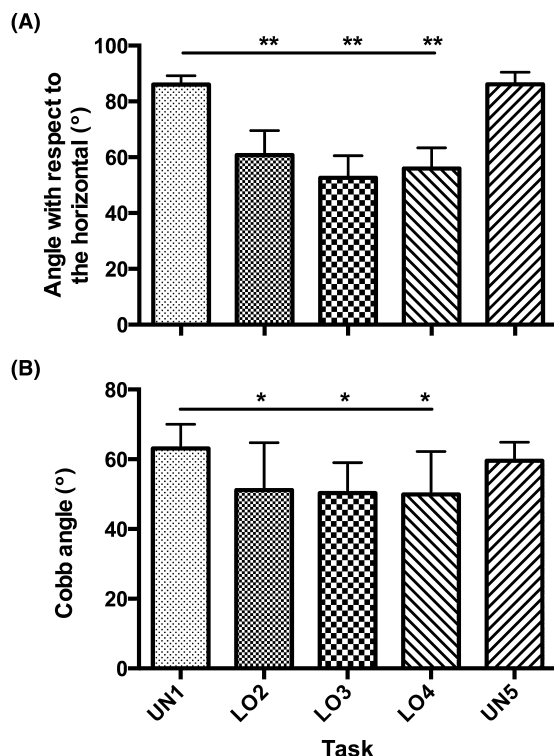 (A)
Angle with respect to
the horizontal (°)
100
80
60
40
20
0
** ** **
(B)
Cobb angle (°)
80
60
40
20
0
* * *
UN1 LO2 LO3 LO4 UN5
Task